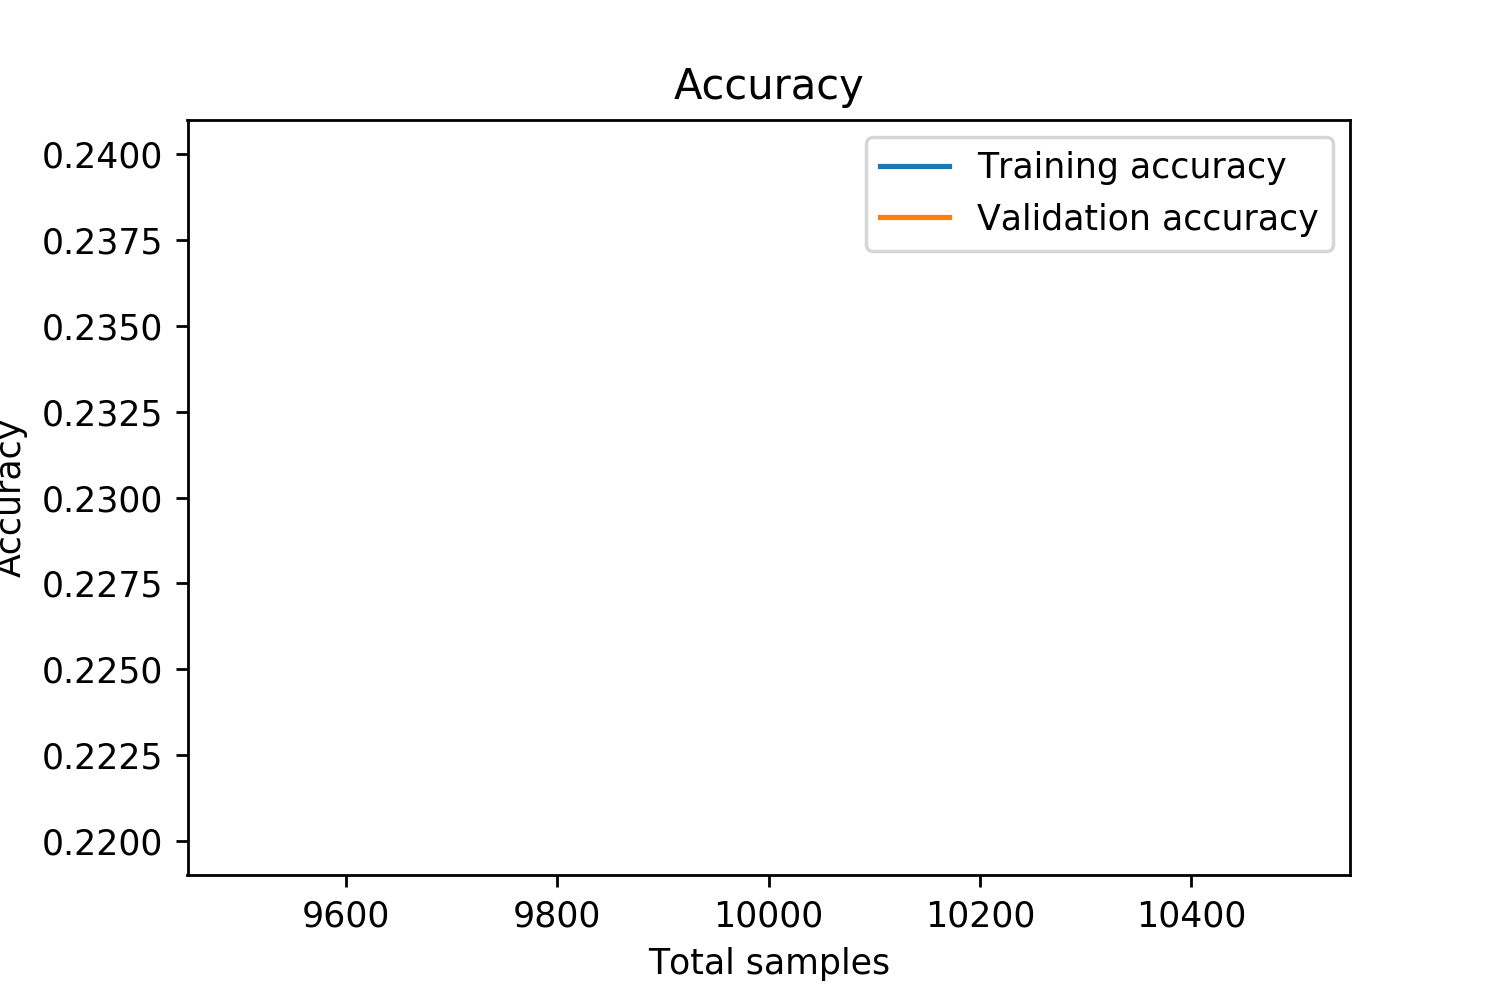 Accuracy
Training accuracy
Validation accuracy
0.2400
0.2375
0.2350
0.2325
0.2300
0.2275
0.2250
0.2225
0.2200
Accuracy
9600 9800 10000 10200 10400
Total samples